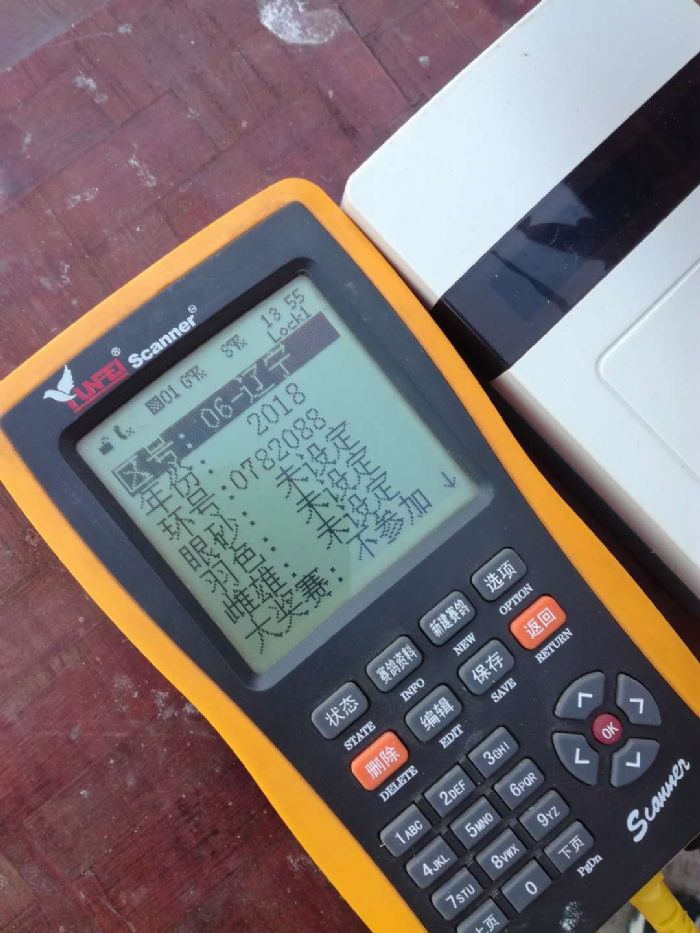 LUNFEI® Scanner™
01 G% S% 13 55
Lock1
区号: 06-辽宁
年份: 2018
环号:0782088
眼砂: 未设定
羽色: 未设定
雌雄: 未设定
大奖赛: 不参加 ↓
状态
STATE
赛鸽资料
INFO
新建赛鸽
NEW
选项
OPTION
删除
DELETE
编辑
EDIT
保存
SAVE
返回
RETURN
OK
1ABC
2DEF
3GHI
4JKL
5MNO
6PQR
7STU
8VWX
9YZ
上页
0
下页
PgDn
Scanner